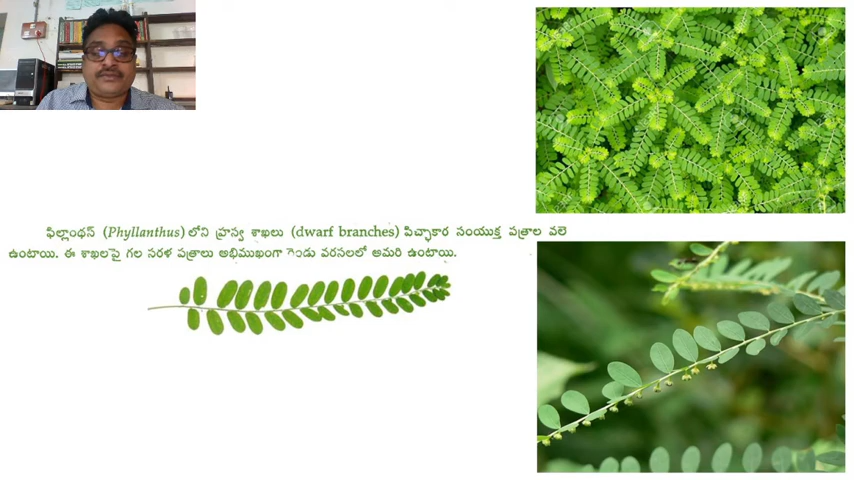 ఫిల్లాంథస్ (Phyllanthus) లోని హ్రస్వ శాఖలు (dwarf branches) పిచ్ఛాకార సంయుక్త పత్రాల వలె
ఉంటాయి. ఈ శాఖలపై గల సరళ పత్రాలు అభిముఖంగా రెండు వరసలలో అమరి ఉంటాయి.